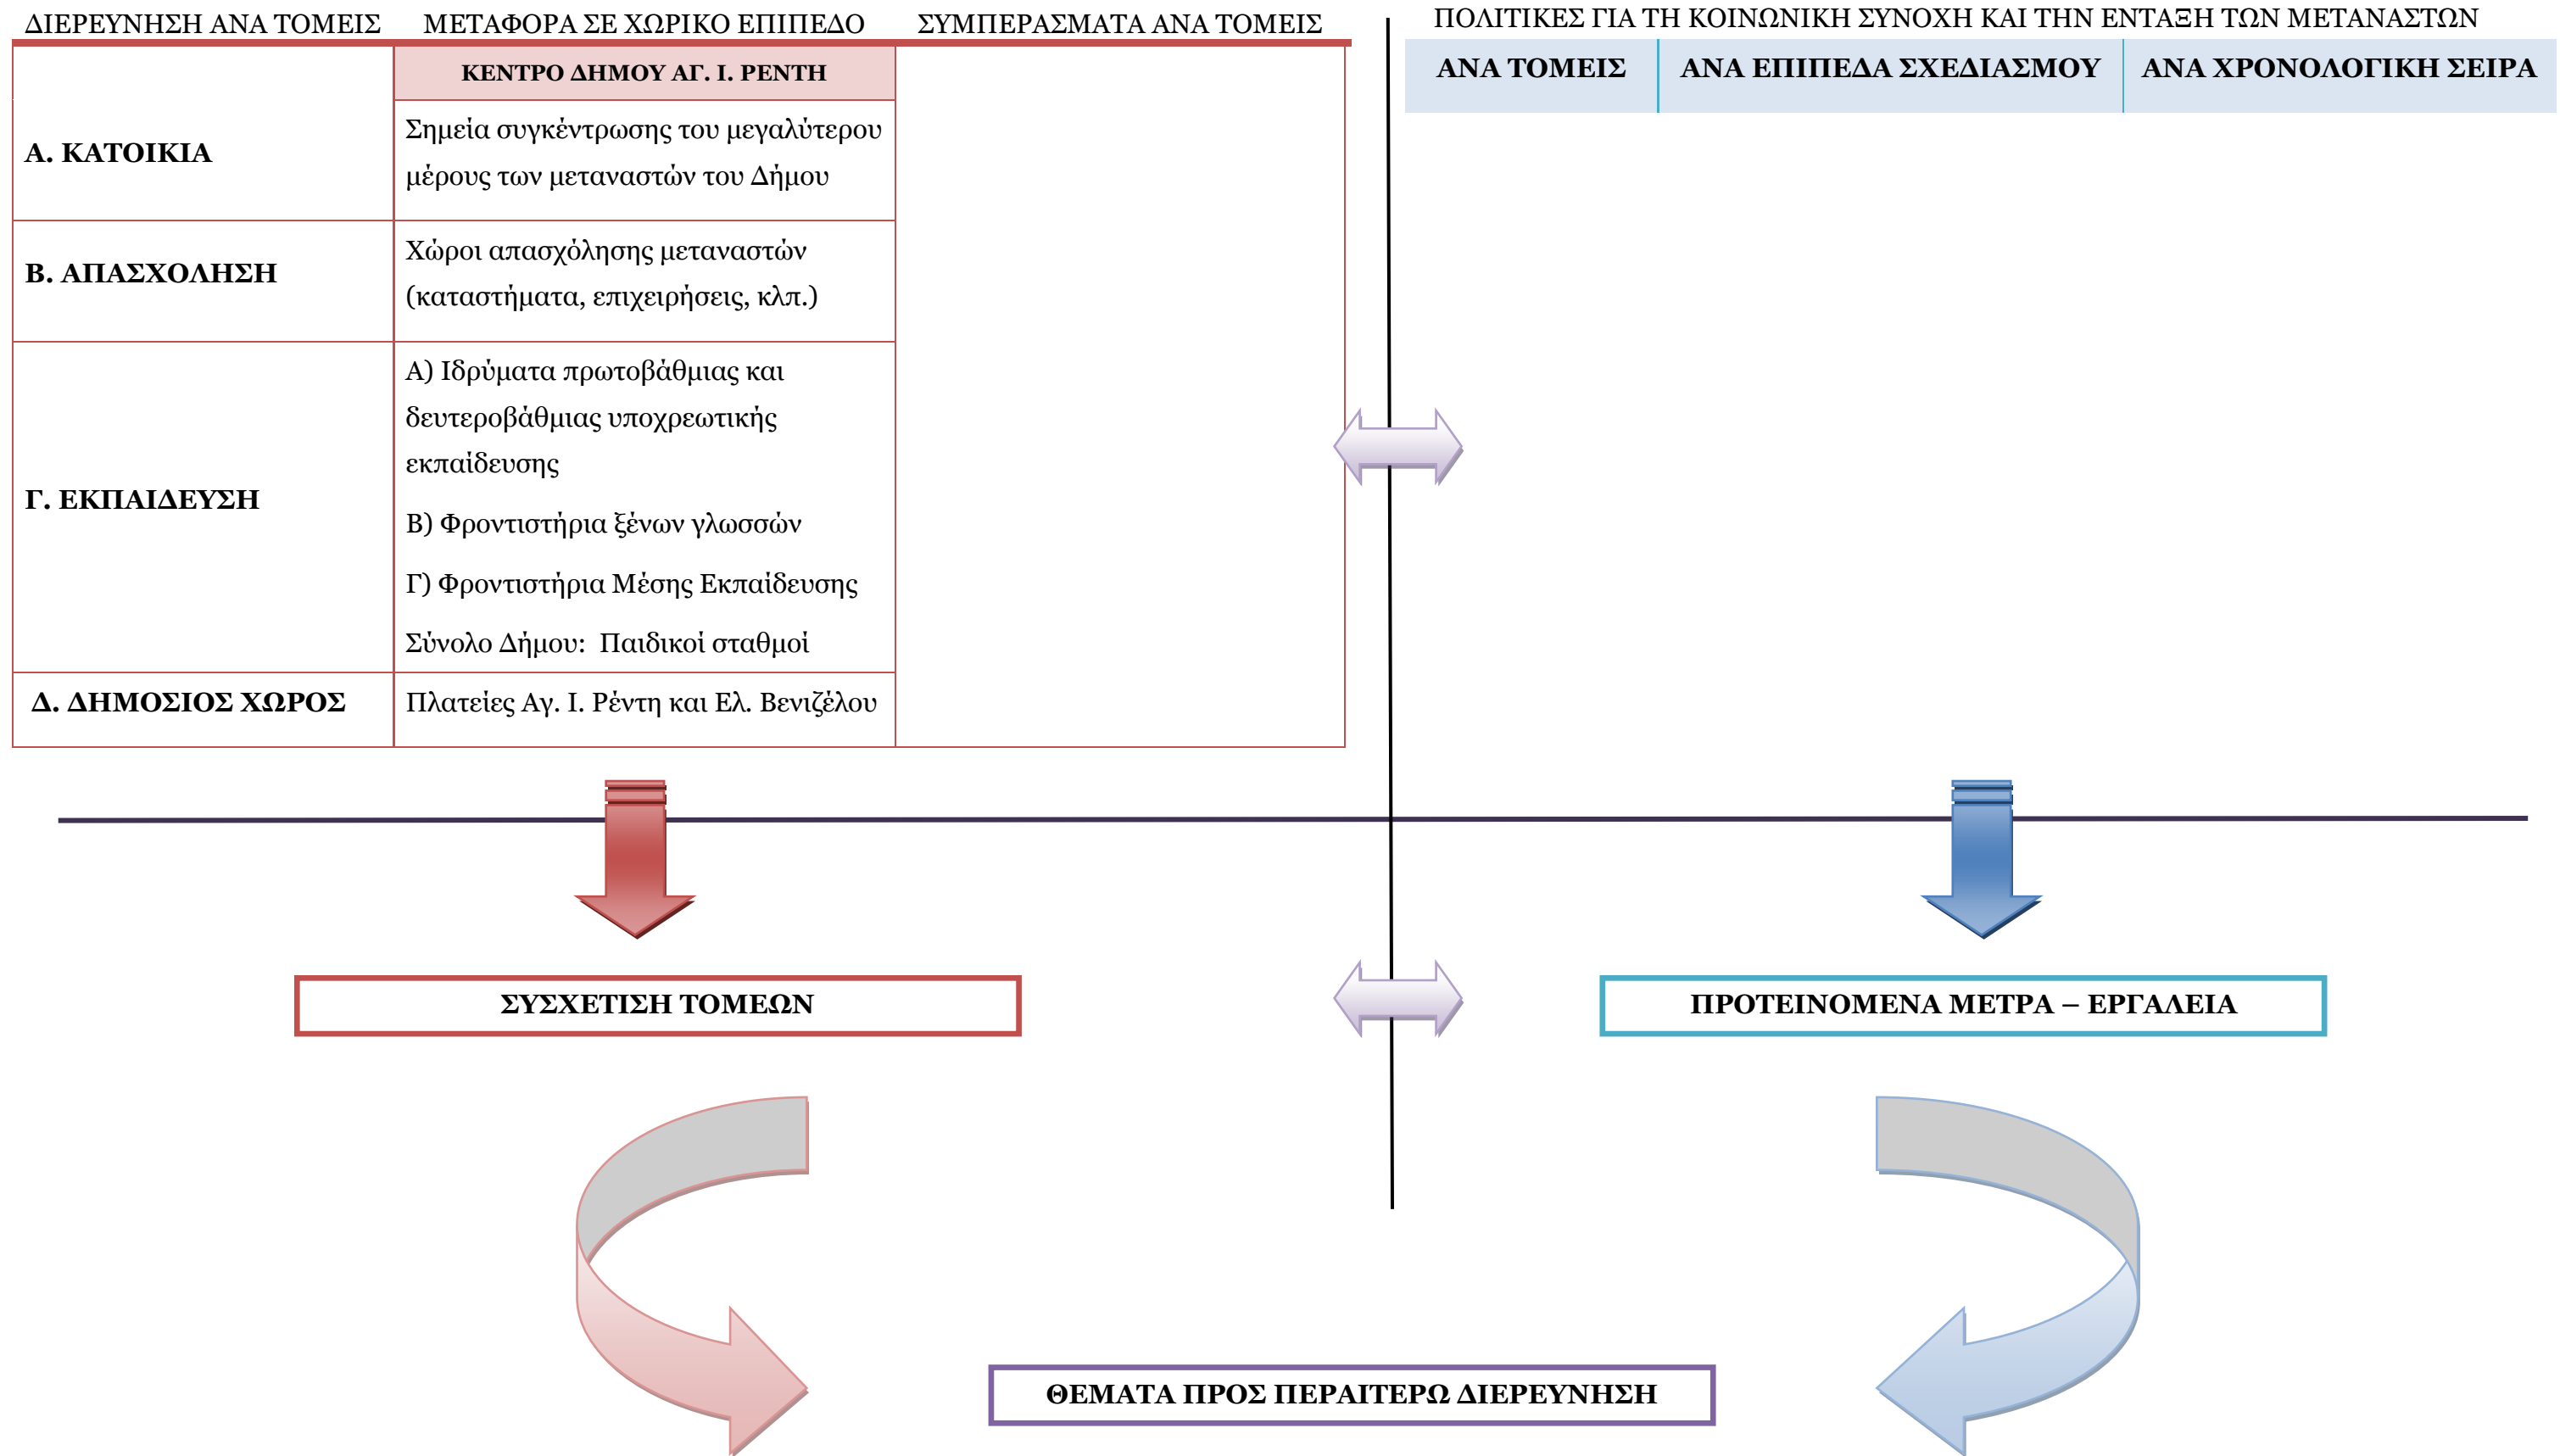 ΔΙΕΡΕΥΝΗΣΗ ΑΝΑ ΤΟΜΕΙΣ
ΜΕΤΑΦΟΡΑ ΣΕ ΧΩΡΙΚΟ ΕΠΙΠΕΔΟ
ΣΥΜΠΕΡΑΣΜΑΤΑ ΑΝΑ ΤΟΜΕΙΣ
ΚΕΝΤΡΟ ΔΗΜΟΥ ΑΓ. Ι. ΡΕΝΤΗ
Α. ΚΑΤΟΙΚΙΑ
Σημεία συγκέντρωσης του μεγαλύτερου
μέρους των μεταναστών του Δήμου
Β. ΑΠΑΣΧΟΛΗΣΗ
Χώροι απασχόλησης μεταναστών
(καταστήματα, επιχειρήσεις, κλπ.)
Γ. ΕΚΠΑΙΔΕΥΣΗ
Α) Ιδρύματα πρωτοβάθμιας και
δευτεροβάθμιας υποχρεωτικής
εκπαίδευσης
Β) Φροντιστήρια ξένων γλωσσών
Γ) Φροντιστήρια Μέσης Εκπαίδευσης
Σύνολο Δήμου: Παιδικοί σταθμοί
Δ. ΔΗΜΟΣΙΟΣ ΧΩΡΟΣ
Πλατείες Αγ. Ι. Ρέντη και Ελ. Βενιζέλου
ΠΟΛΙΤΙΚΕΣ ΓΙΑ ΤΗ ΚΟΙΝΩΝΙΚΗ ΣΥΝΟΧΗ ΚΑΙ ΤΗΝ ΕΝΤΑΞΗ ΤΩΝ ΜΕΤΑΝΑΣΤΩΝ
ΑΝΑ ΤΟΜΕΙΣ
ΑΝΑ ΕΠΙΠΕΔΑ ΣΧΕΔΙΑΣΜΟΥ
ΑΝΑ ΧΡΟΝΟΛΟΓΙΚΗ ΣΕΙΡΑ
ΣΥΣΧΕΤΙΣΗ ΤΟΜΕΩΝ
ΠΡΟΤΕΙΝΟΜΕΝΑ ΜΕΤΡΑ – ΕΡΓΑΛΕΙΑ
ΘΕΜΑΤΑ ΠΡΟΣ ΠΕΡΑΙΤΕΡΩ ΔΙΕΡΕΥΝΗΣΗ